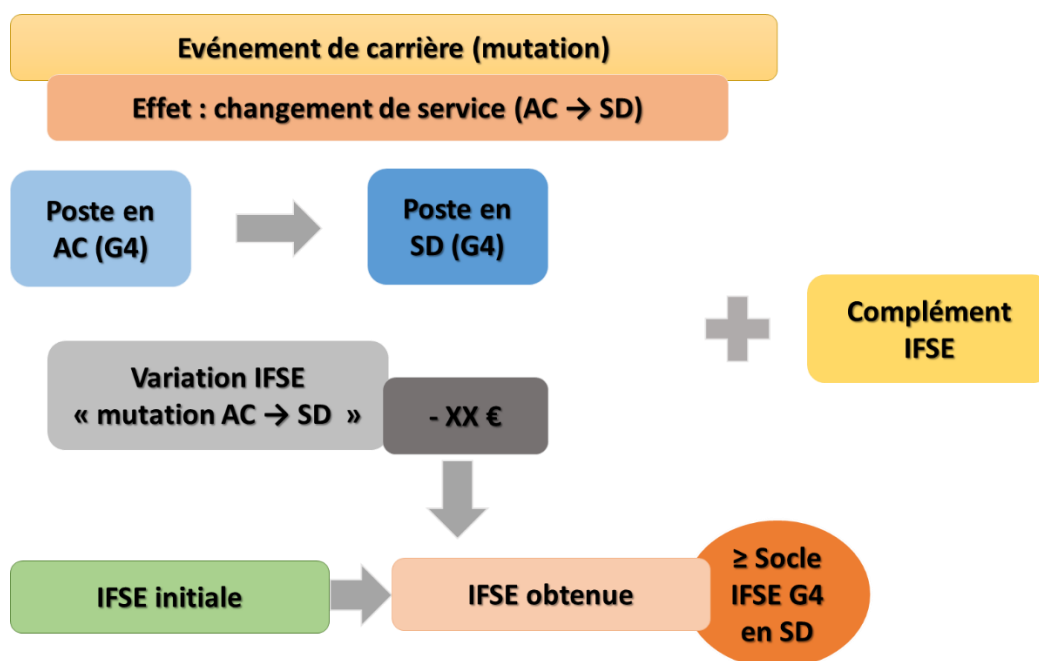 Evénement de carrière (mutation)
Effet : changement de service (AC → SD)
Poste en
AC (G4)
Poste en
SD (G4)
Complément
IFSE
Variation IFSE
« mutation AC → SD  »
- XX €
IFSE initiale
IFSE obtenue
≥ Socle
IFSE G4
en SD